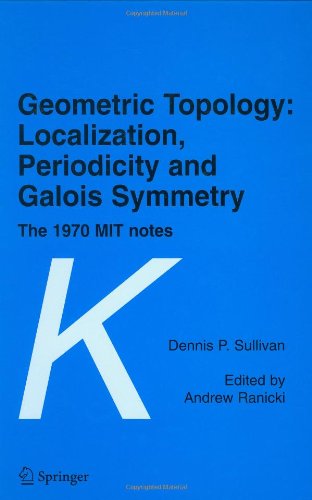 Geometric Topology:
Localization,
Periodicity and
Galois Symmetry
The 1970 MIT notes
K
Dennis P. Sullivan
Edited by
Andrew Ranicki
Springer